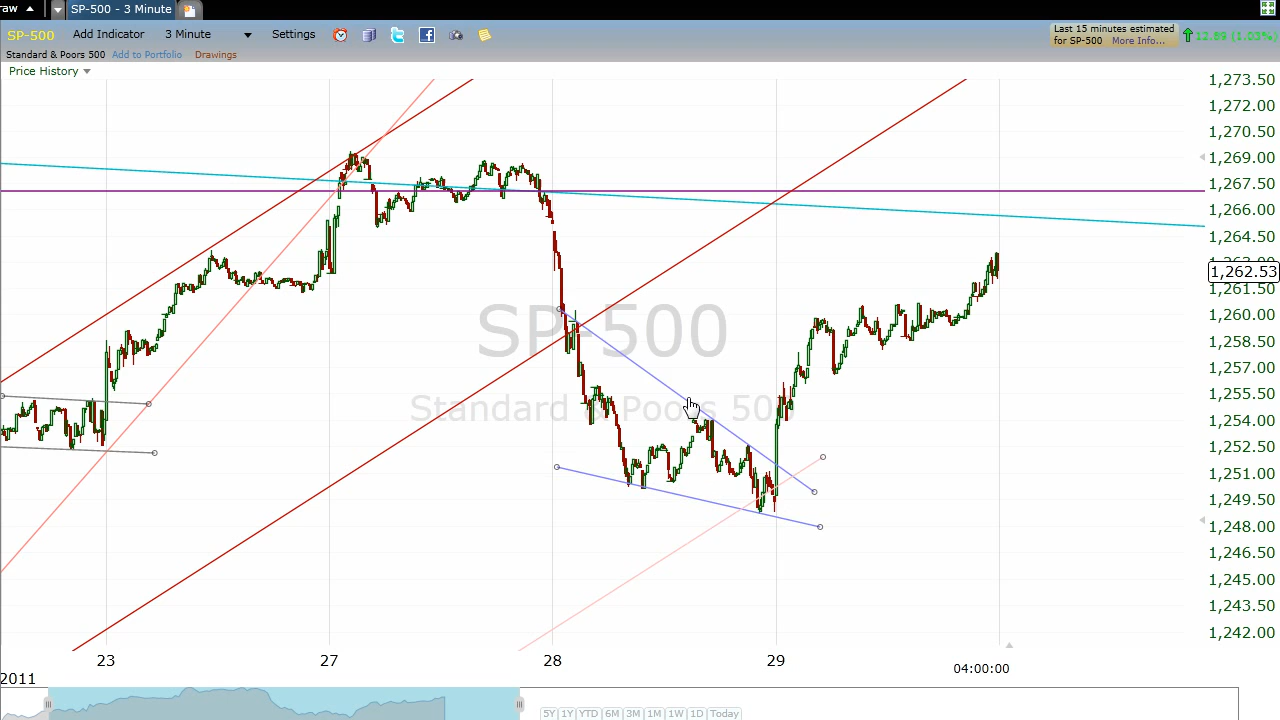 raw
SP-500 - 3 Minute
SP-500 Add Indicator 3 Minute Settings
Last 15 minutes estimated
for SP-500 More Info...
12.89 (1.03%)
Standard & Poors 500 Add to Portfolio Drawings
Price History
1,273.50
1,272.00
1,270.50
1,269.00
1,267.50
1,266.00
1,264.50
1,262.53
1,261.50
1,260.00
1,258.50
1,257.00
1,255.50
1,254.00
1,252.50
1,251.00
1,249.50
1,248.00
1,246.50
1,245.00
1,243.50
1,242.00
SP-500
Standard & Poors 500
23 27 28 29 04:00:00
2011
5Y 1Y YTD 6M 3M 1M 1W 1D Today